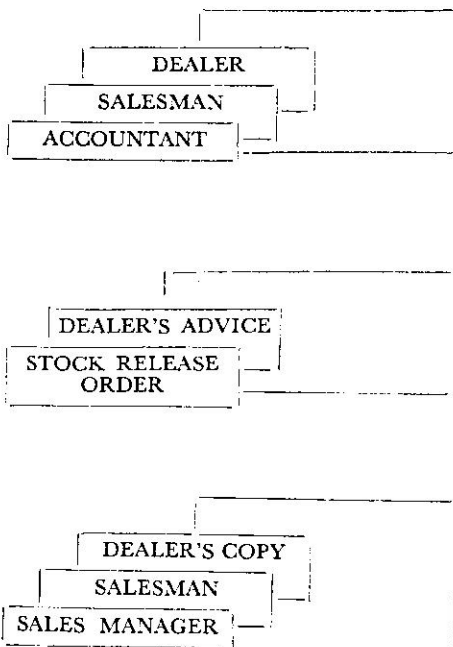 DEALER
SALESMAN
ACCOUNTANT
DEALER'S ADVICE
STOCK RELEASE
ORDER
DEALER'S COPY
SALESMAN
SALES MANAGER